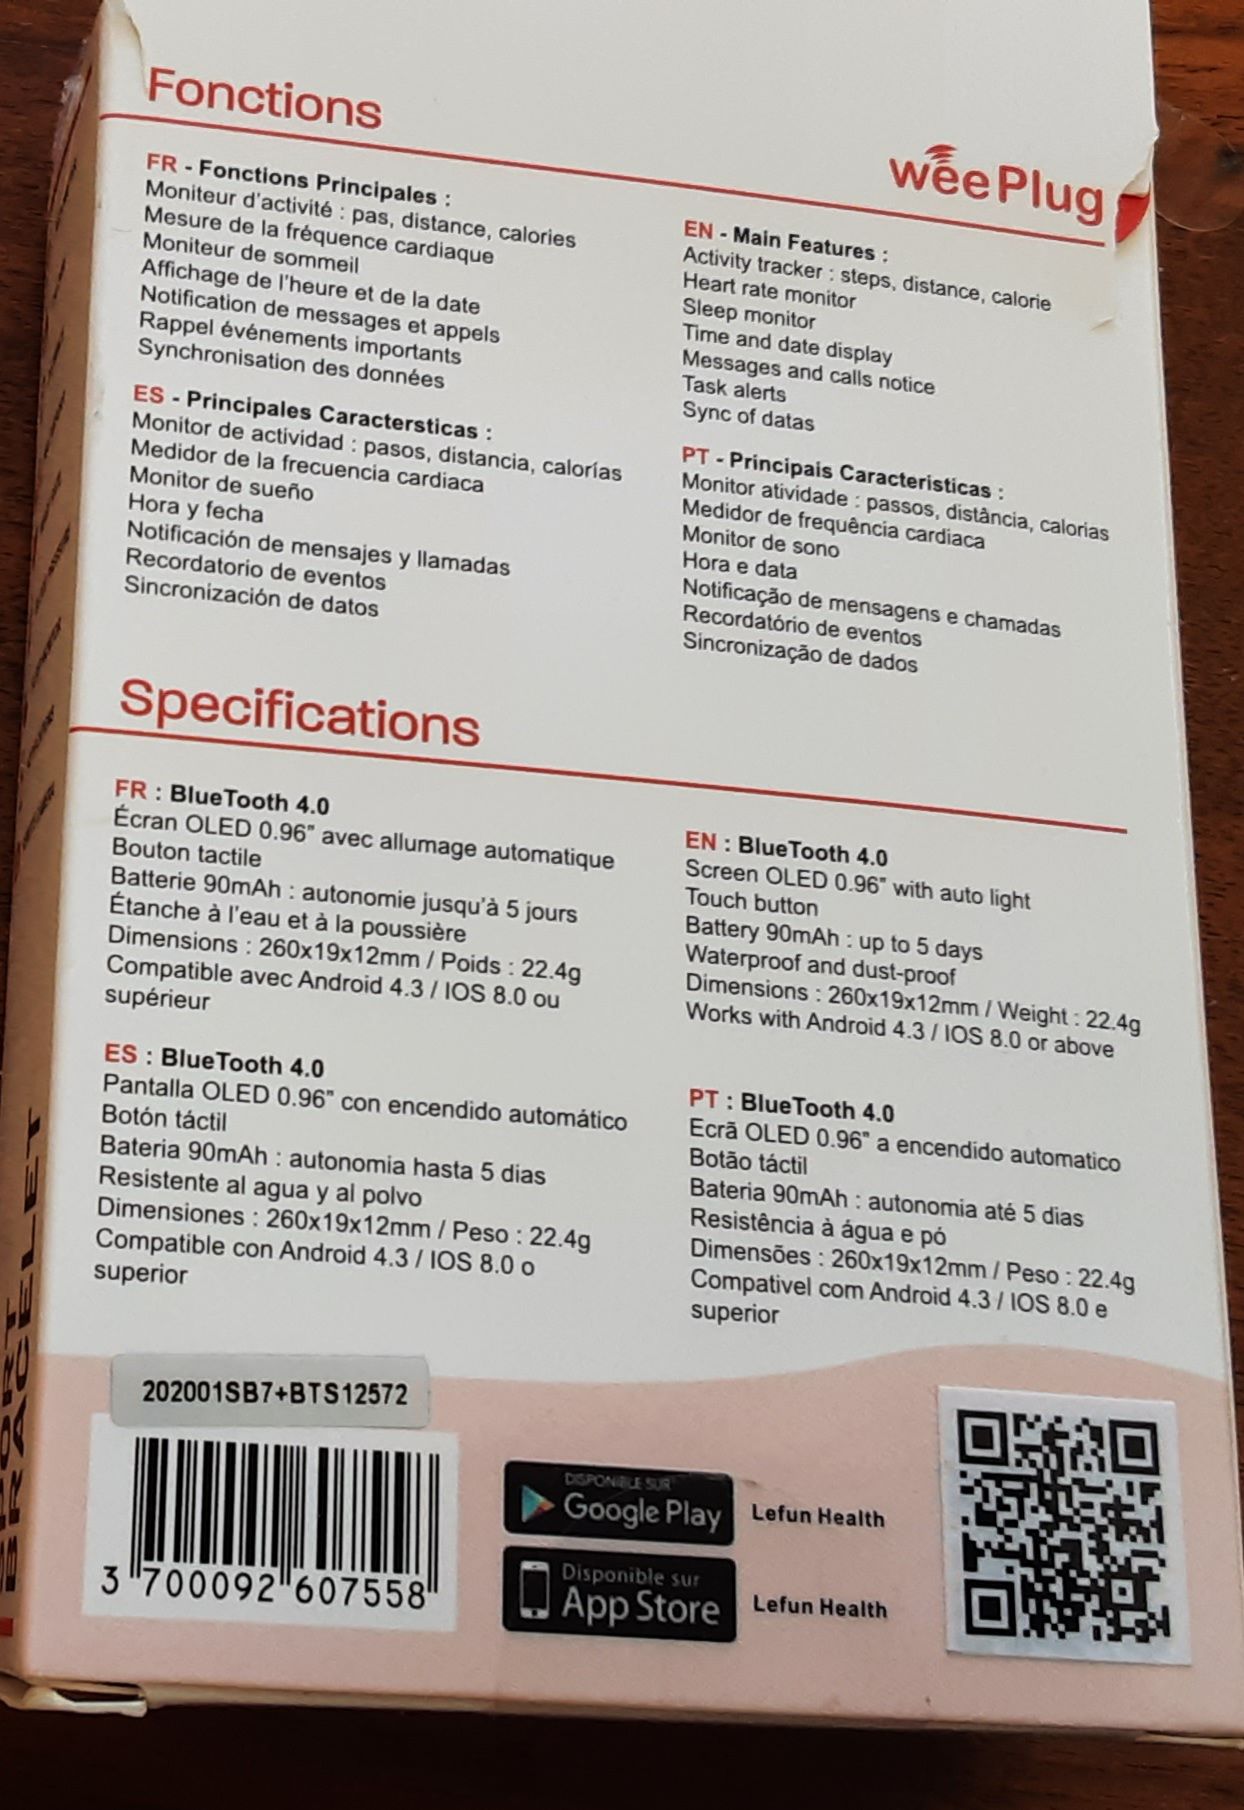 Fonctions
weePlug
FR - Fonctions Principales :
Moniteur d'activité : pas, distance, calories
Mesure de la fréquence cardiaque
Moniteur de sommeil
Affichage de l'heure et de la date
Notification de messages et appels
Rappel événements importants
Synchronisation des données
EN - Main Features :
Activity tracker : steps, distance, calorie
Heart rate monitor
Sleep monitor
Time and date display
Messages and calls notice
Task alerts
Sync of datas
ES - Principales Caractersticas :
Monitor de actividad : pasos, distancia, calorías
Medidor de la frecuencia cardiaca
Monitor de sueño
Hora y fecha
Notificación de mensajes y llamadas
Recordatorio de eventos
Sincronización de datos
PT - Principais Caracteristicas :
Monitor atividade : passos, distância, calorias
Medidor de frequência cardiaca
Monitor de sono
Hora e data
Notificação de mensagens e chamadas
Recordatório de eventos
Sincronização de dados
Specifications
FR : BlueTooth 4.0
Écran OLED 0.96" avec allumage automatique
Bouton tactile
Batterie 90mAh : autonomie jusqu'à 5 jours
Étanche à l'eau et à la poussière
Dimensions : 260x19x12mm / Poids : 22.4g
Compatible avec Android 4.3 / IOS 8.0 ou
supérieur
EN : BlueTooth 4.0
Screen OLED 0.96" with auto light
Touch button
Battery 90mAh : up to 5 days
Waterproof and dust-proof
Dimensions : 260x19x12mm / Weight : 22.4g
Works with Android 4.3 / IOS 8.0 or above
ES : BlueTooth 4.0
Pantalla OLED 0.96" con encendido automático
Botón táctil
Bateria 90mAh : autonomia hasta 5 dias
Resistente al agua y al polvo
Dimensiones : 260x19x12mm / Peso : 22.4g
Compatible con Android 4.3 / IOS 8.0 o
superior
PT : BlueTooth 4.0
Ecrã OLED 0.96" a encendido automatico
Botão táctil
Bateria 90mAh : autonomia até 5 dias
Resistência à água e pó
Dimensões : 260x19x12mm / Peso : 22.4g
Compativel com Android 4.3 / IOS 8.0 e
superior
202001SB7+BTS12572
3 700092 607558
DISPONIBLE SUR
Google Play
Lefun Health
Disponible sur
App Store
Lefun Health
SPORT
BRACELET